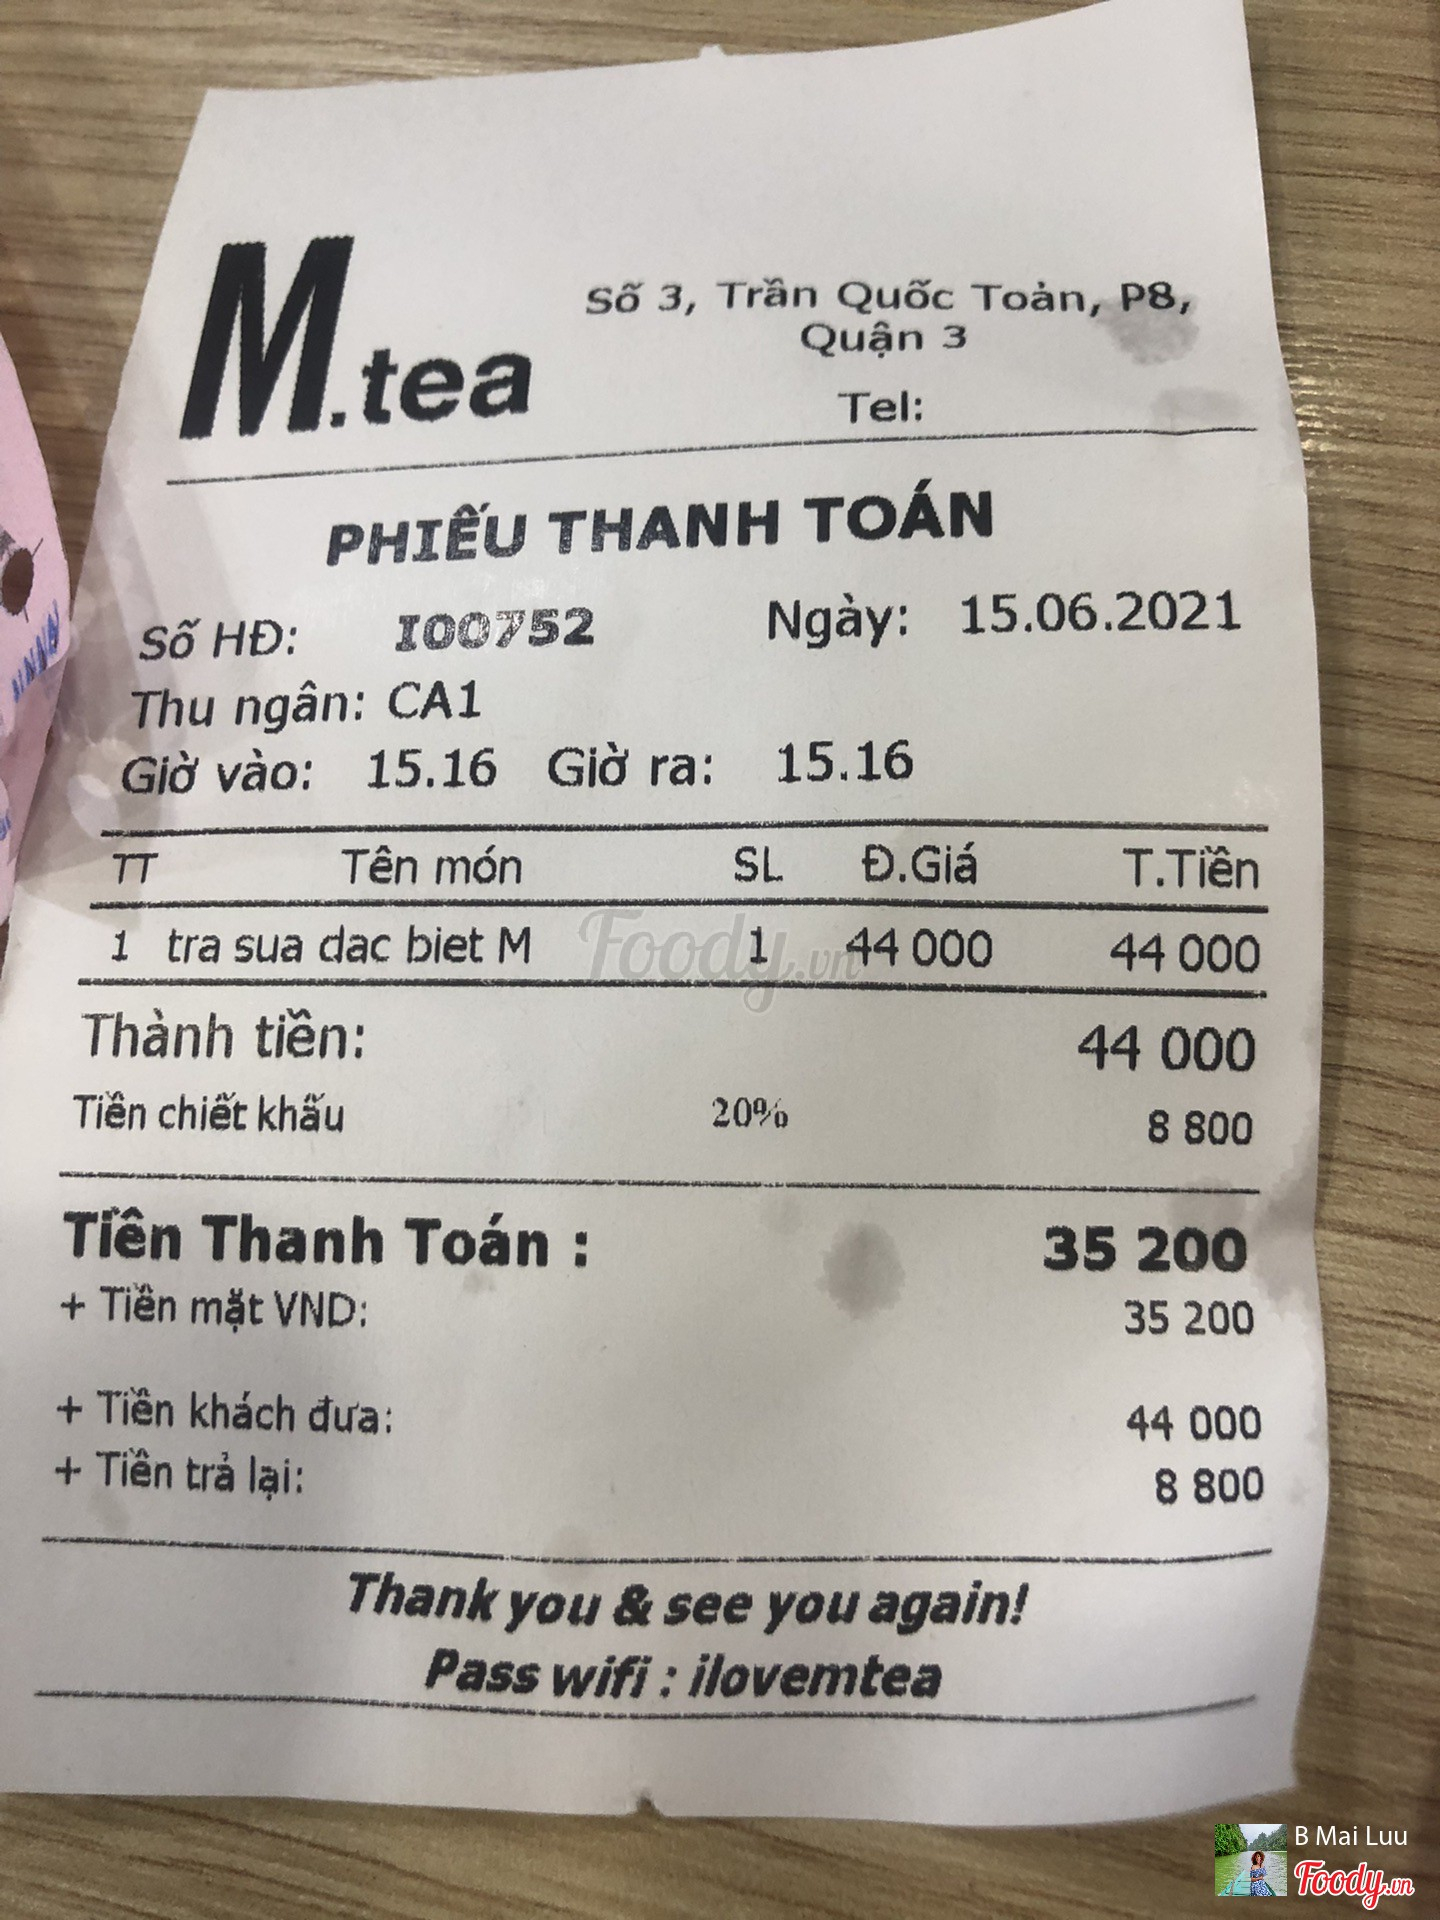 M.tea
Số 3, Trần Quốc Toản, P8,
Quận 3
Tel:
PHIẾU THANH TOÁN
Số HĐ: I00752 Ngày: 15.06.2021
Thu ngân: CA1
Giờ vào: 15.16 Giờ ra: 15.16
TT Tên món SL Đ.Giá T.Tiền
1 tra sua dac biet M 1 44 000 44 000
Foody.vn
Thành tiền: 44 000
Tiền chiết khấu 20% 8 800
Tiền Thanh Toán : 35 200
+ Tiền mặt VND: 35 200
+ Tiền khách đưa: 44 000
+ Tiền trả lại: 8 800
Thank you & see you again!
Pass wifi : ilovemtea
B Mai Luu
Foody.vn